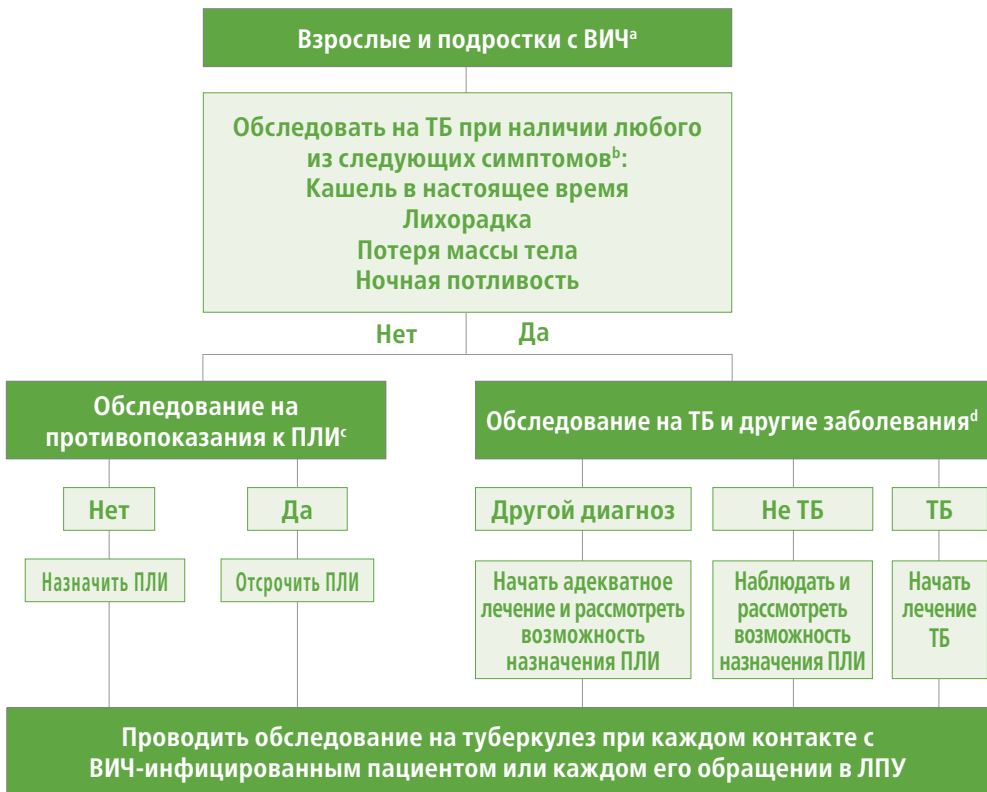 Взрослые и подростки с ВИЧᵃ
Обследовать на ТБ при наличии любого
из следующих симптомовᵇ:
Кашель в настоящее время
Лихорадка
Потеря массы тела
Ночная потливость
Нет
Да
Обследование на
противопоказания к ПЛИᶜ
Обследование на ТБ и другие заболеванияᵈ
Нет
Да
Другой диагноз
Не ТБ
ТБ
Назначить ПЛИ
Отсрочить ПЛИ
Начать адекватное
лечение и рассмотреть
возможность
назначения ПЛИ
Наблюдать и
рассмотреть
возможность
назначения ПЛИ
Начать
лечение
ТБ
Проводить обследование на туберкулез при каждом контакте с
ВИЧ-инфицированным пациентом или каждом его обращении в ЛПУ